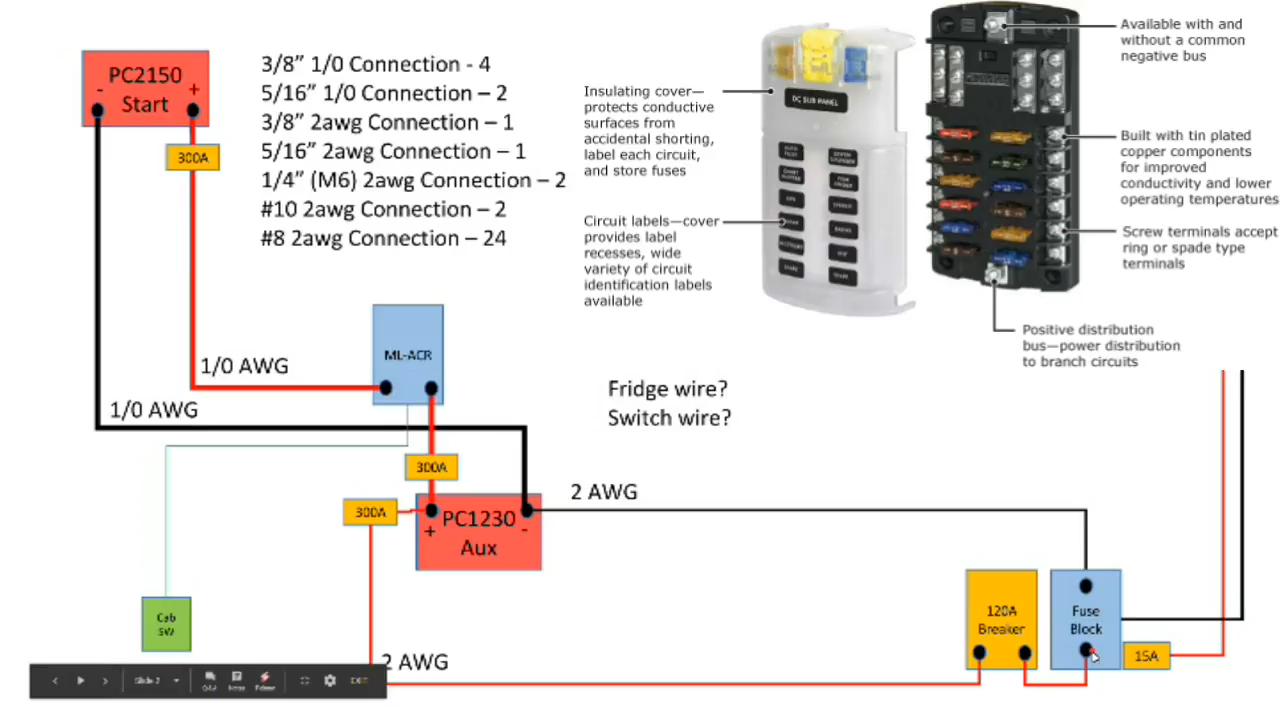 PC2150
Start
-
+
300A
3/8” 1/0 Connection - 4
5/16” 1/0 Connection – 2
3/8” 2awg Connection – 1
5/16” 2awg Connection – 1
1/4” (M6) 2awg Connection – 2
#10 2awg Connection – 2
#8 2awg Connection – 24
Insulating cover—
protects conductive
surfaces from
accidental shorting,
label each circuit,
and store fuses
Circuit labels—cover
provides label
recesses, wide
variety of circuit
identification labels
available
DC SUB PANEL
Available with and
without a common
negative bus
Built with tin plated
copper components
for improved
conductivity and lower
operating temperatures
Screw terminals accept
ring or spade type
terminals
Positive distribution
bus—power distribution
to branch circuits
ML-ACR
1/0 AWG
1/0 AWG
Fridge wire?
Switch wire?
300A
300A
PC1230
+
-
Aux
2 AWG
120A
Breaker
Fuse
Block
15A
Cab
SW
2 AWG
Slide 2